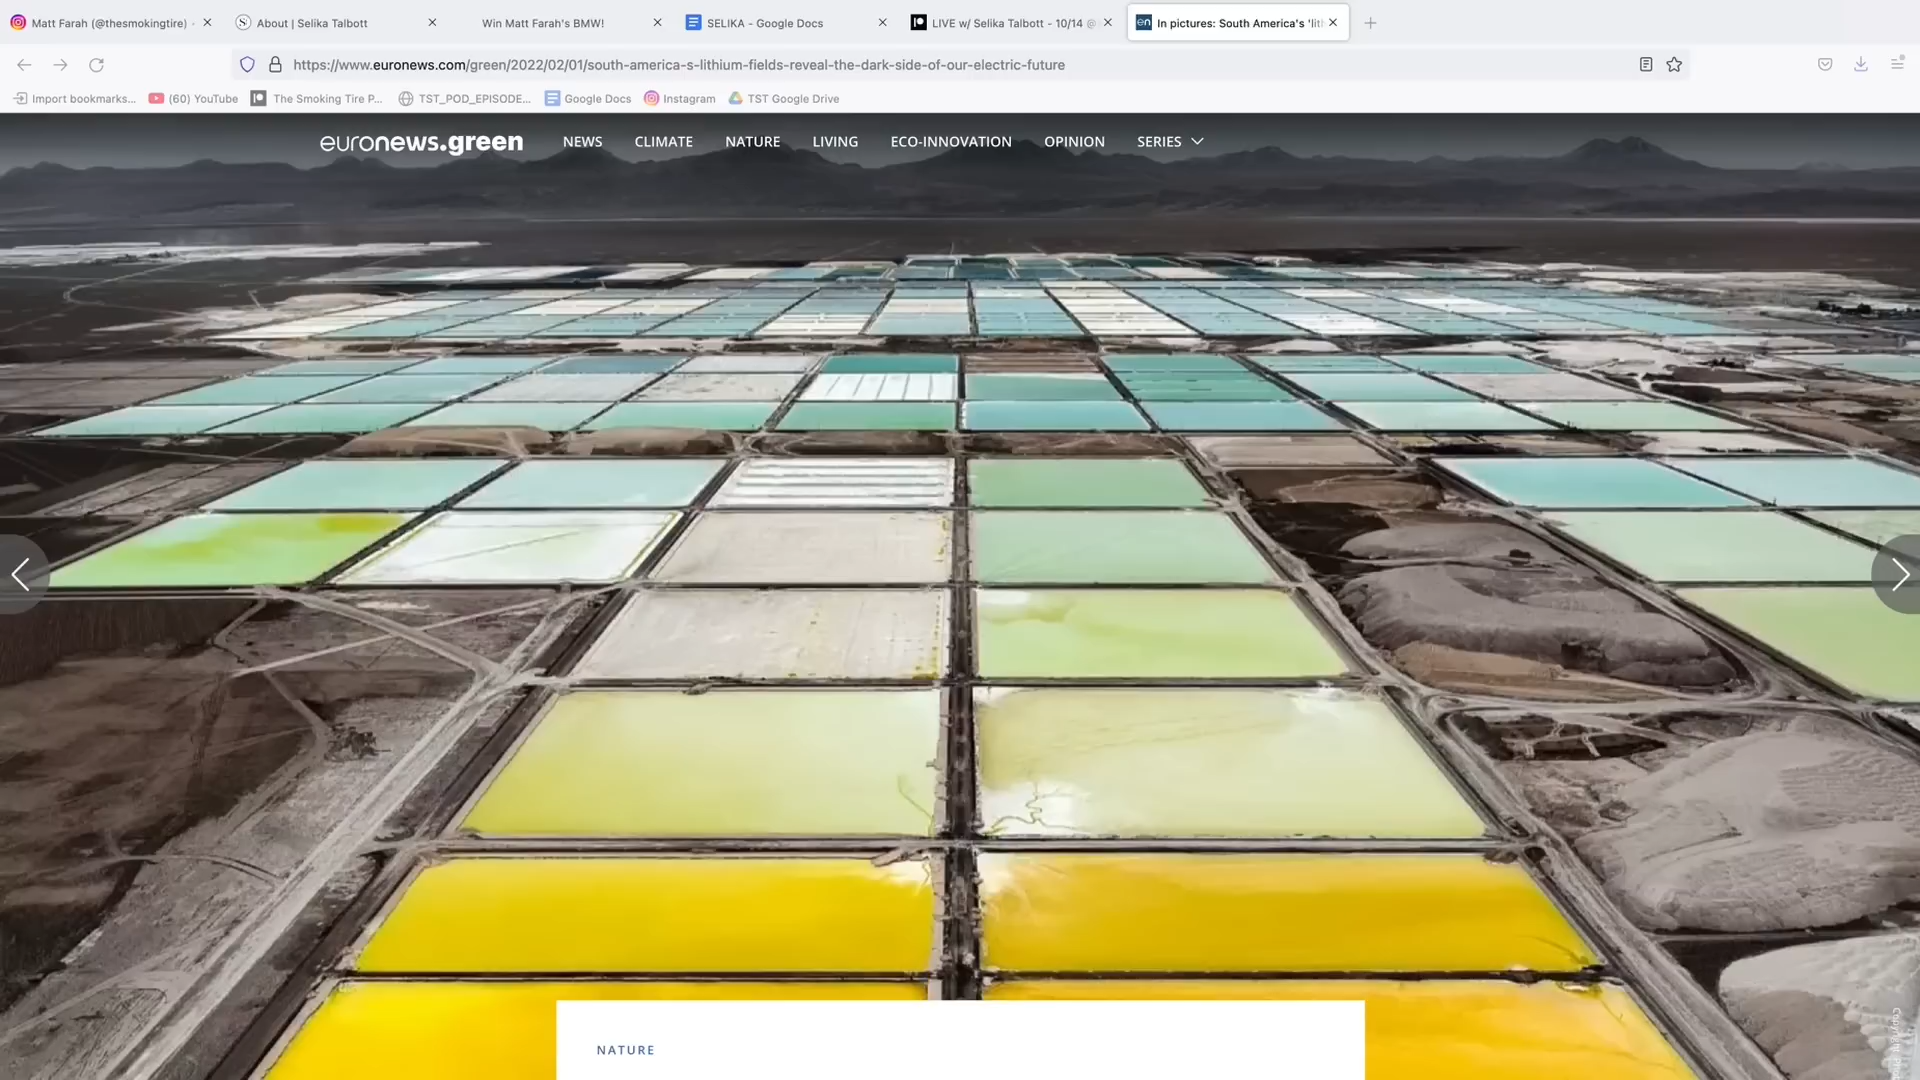 Matt Farah (@thesmokingtire)
About | Selika Talbott
Win Matt Farah's BMW!
SELIKA - Google Docs
LIVE w/ Selika Talbott - 10/14 @
In pictures: South America's 'lith
https://www.euronews.com/green/2022/02/01/south-america-s-lithium-fields-reveal-the-dark-side-of-our-electric-future
Import bookmarks...
(60) YouTube
The Smoking Tire P...
TST_POD_EPISODE...
Google Docs
Instagram
TST Google Drive
euronews.green
NEWS
CLIMATE
NATURE
LIVING
ECO-INNOVATION
OPINION
SERIES
NATURE